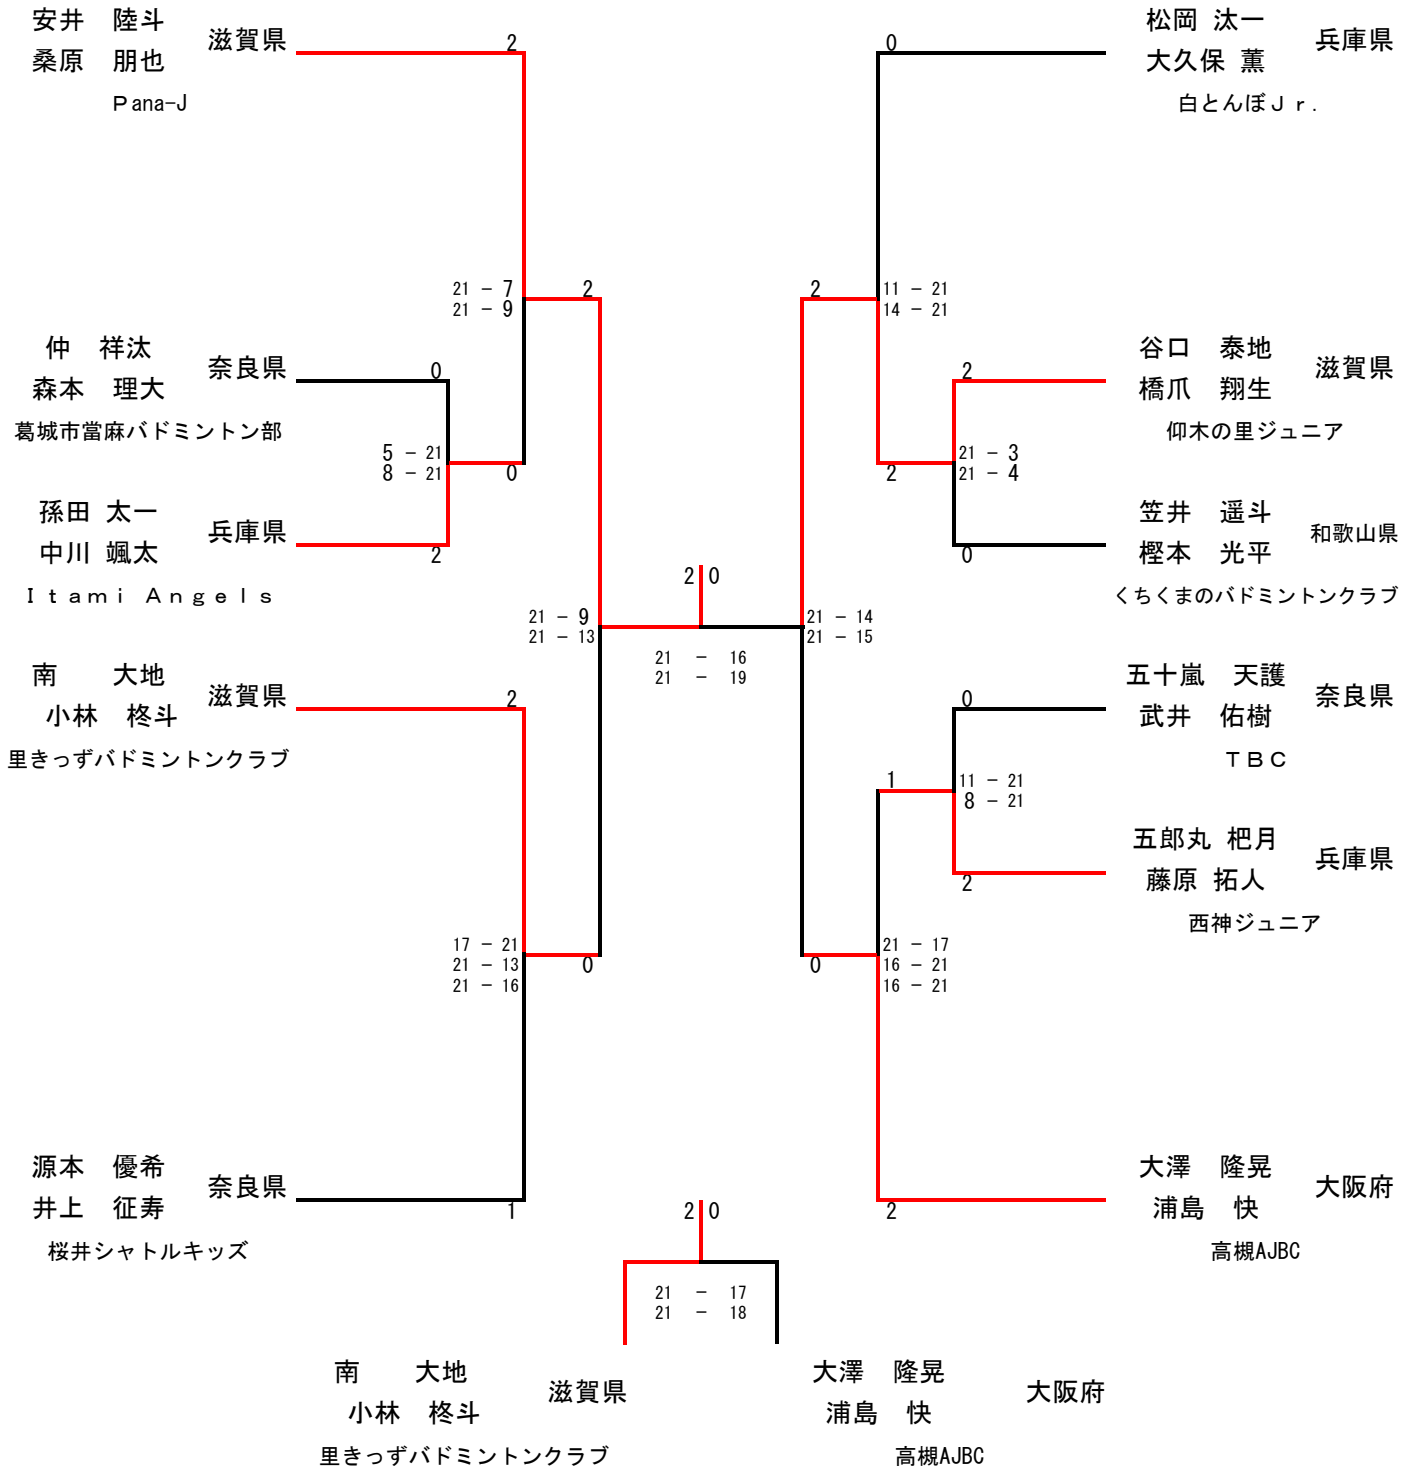 安井　陸斗
桑原　朋也
滋賀県
Ｐana-J
2
仲　祥汰
森本　理大
奈良県
葛城市當麻バドミントン部
0
21 － 7
21 － 9
2
5 － 21
8 － 21
0
孫田 太一
中川 颯太
兵庫県
Ｉｔａｍｉ Ａｎｇｅｌｓ
2
21 － 9
21 － 13
南　　大地
小林　柊斗
滋賀県
里きっずバドミントンクラブ
2
17 － 21
21 － 13
21 － 16
0
源本　優希
井上　征寿
奈良県
桜井シャトルキッズ
1
2 0
21 － 16
21 － 19
松岡 汰一
大久保 薫
兵庫県
白とんぼＪｒ.
0
2
11 － 21
14 － 21
谷口　泰地
橋爪　翔生
滋賀県
仰木の里ジュニア
2
2
21 － 3
21 － 4
笠井　遥斗
樫本　光平
和歌山県
くちくまのバドミントンクラブ
0
21 － 14
21 － 15
五十嵐　天護
武井　佑樹
奈良県
ＴＢＣ
0
1
11 － 21
8 － 21
五郎丸 杷月
藤原 拓人
兵庫県
西神ジュニア
2
0
21 － 17
16 － 21
16 － 21
大澤　隆晃
浦島　快
大阪府
高槻AJBC
2
2 0
21 － 17
21 － 18
南　　大地
小林　柊斗
滋賀県
里きっずバドミントンクラブ
大澤　隆晃
浦島　快
大阪府
高槻AJBC